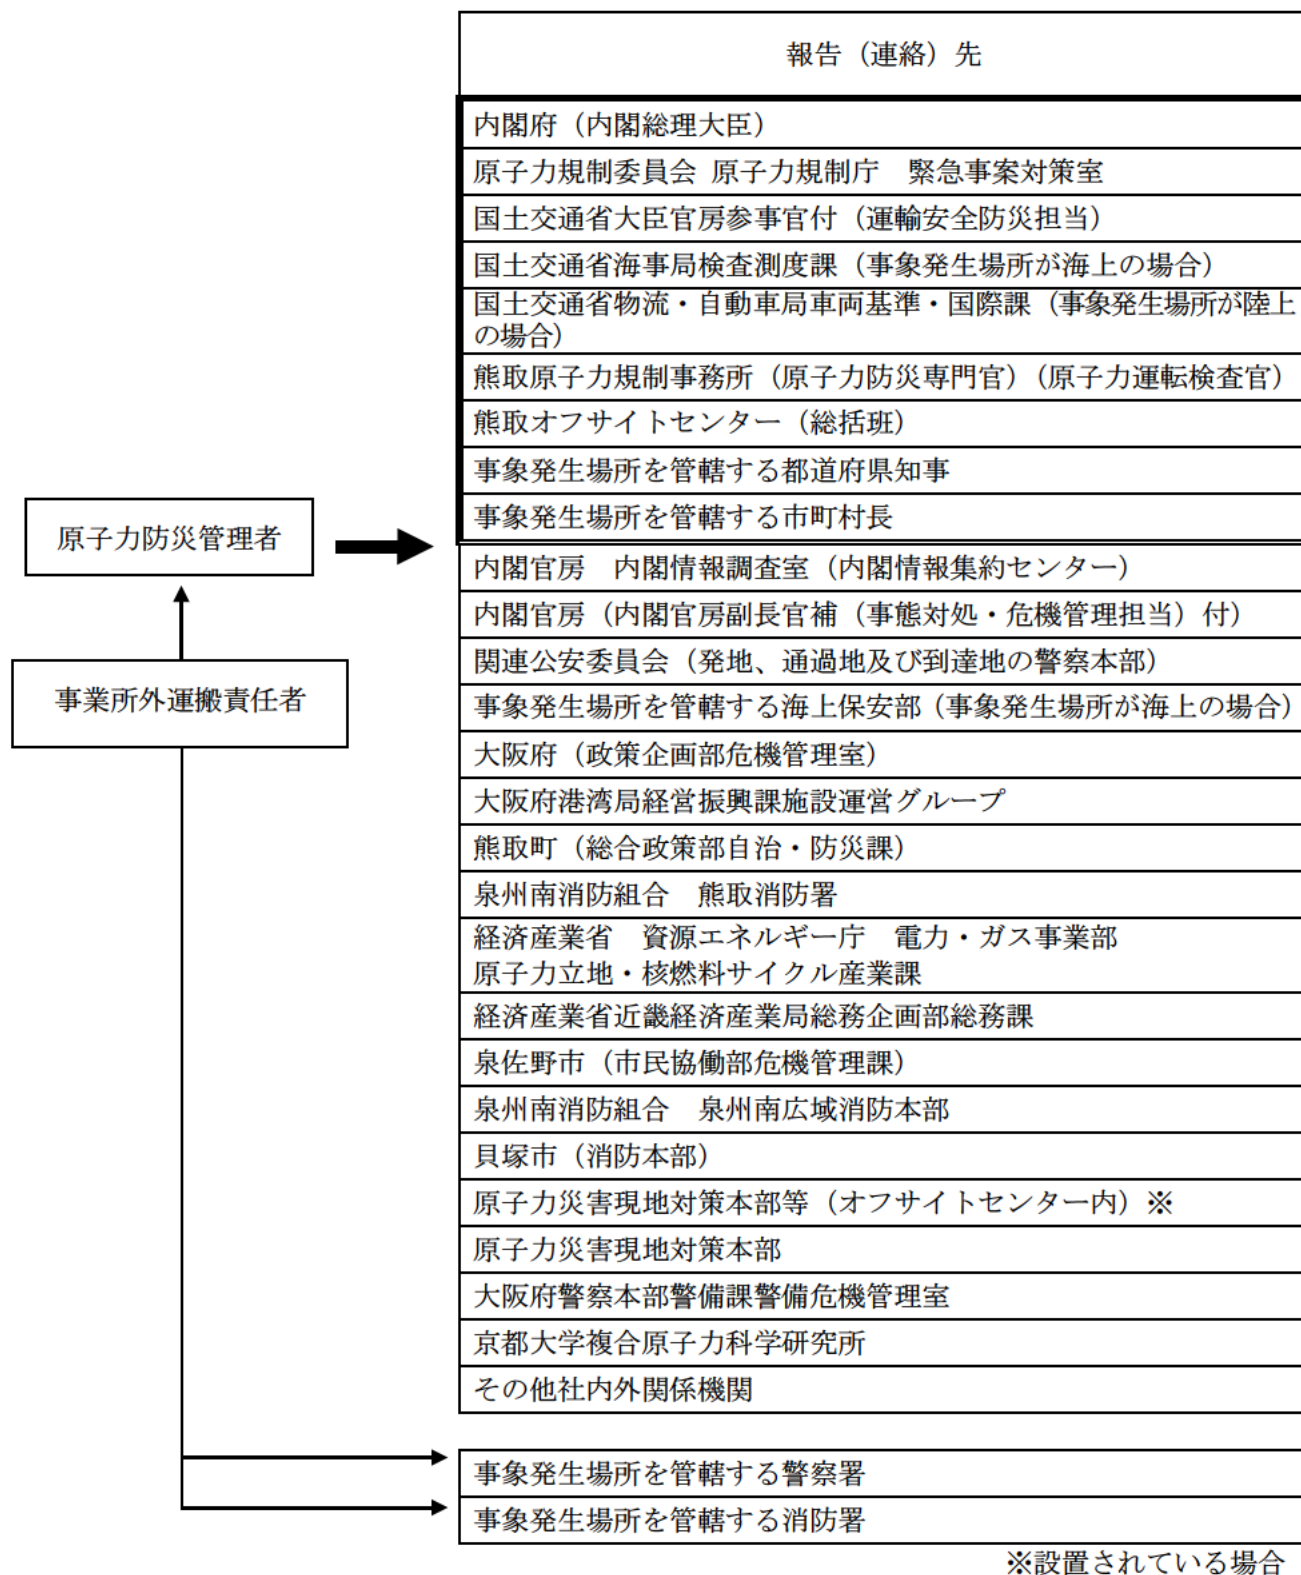 報告（連絡）先
内閣府（内閣総理大臣）
原子力規制委員会 原子力規制庁　緊急事案対策室
国土交通省大臣官房参事官付（運輸安全防災担当）
国土交通省海事局検査測度課（事象発生場所が海上の場合）
国土交通省物流・自動車局車両基準・国際課（事象発生場所が陸上
の場合）
熊取原子力規制事務所（原子力防災専門官）（原子力運転検査官）
熊取オフサイトセンター（総括班）
事象発生場所を管轄する都道府県知事
事象発生場所を管轄する市町村長
原子力防災管理者
内閣官房　内閣情報調査室（内閣情報集約センター）
内閣官房（内閣官房副長官補（事態対処・危機管理担当）付）
関連公安委員会（発地、通過地及び到達地の警察本部）
事業所外運搬責任者
事象発生場所を管轄する海上保安部（事象発生場所が海上の場合）
大阪府（政策企画部危機管理室）
大阪府港湾局経営振興課施設運営グループ
熊取町（総合政策部自治・防災課）
泉州南消防組合　熊取消防署
経済産業省　資源エネルギー庁　電力・ガス事業部
原子力立地・核燃料サイクル産業課
経済産業省近畿経済産業局総務企画部総務課
泉佐野市（市民協働部危機管理課）
泉州南消防組合　泉州南広域消防本部
貝塚市（消防本部）
原子力災害現地対策本部等（オフサイトセンター内）※
原子力災害現地対策本部
大阪府警察本部警備課警備危機管理室
京都大学複合原子力科学研究所
その他社内外関係機関
事象発生場所を管轄する警察署
事象発生場所を管轄する消防署
※設置されている場合